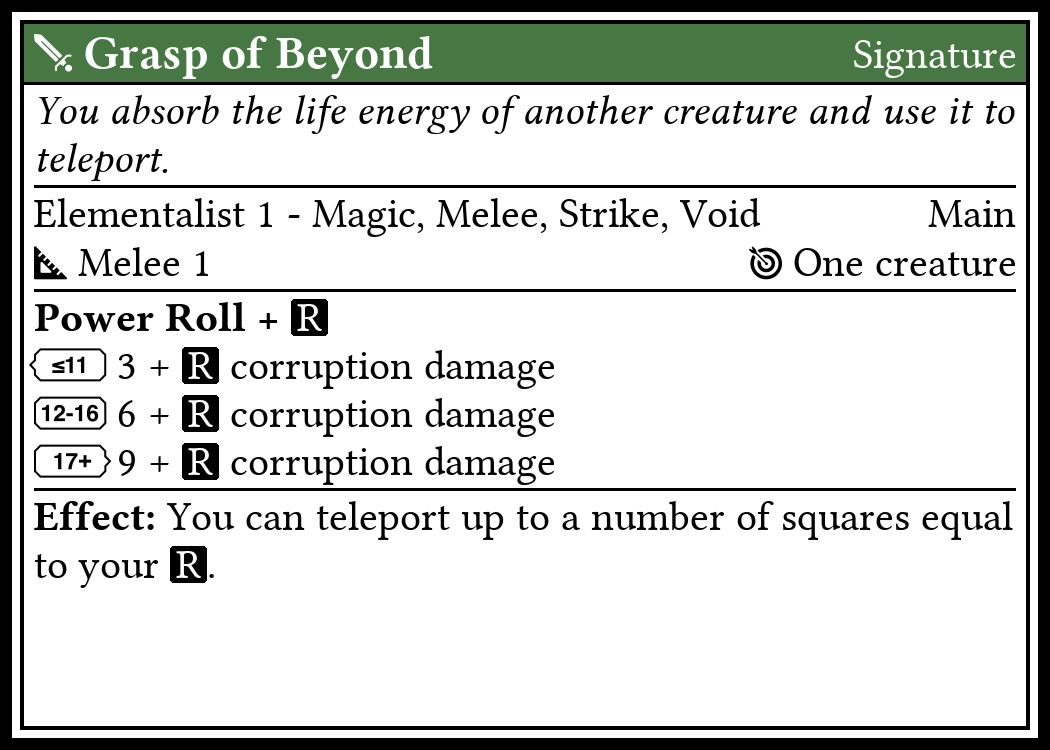 Grasp of Beyond Signature
You absorb the life energy of another creature and use it to
teleport.
Elementalist 1 - Magic, Melee, Strike, Void Main
Melee 1 One creature
Power Roll + R
≤11 3 + R corruption damage
12-16 6 + R corruption damage
17+ 9 + R corruption damage
Effect: You can teleport up to a number of squares equal
to your R.